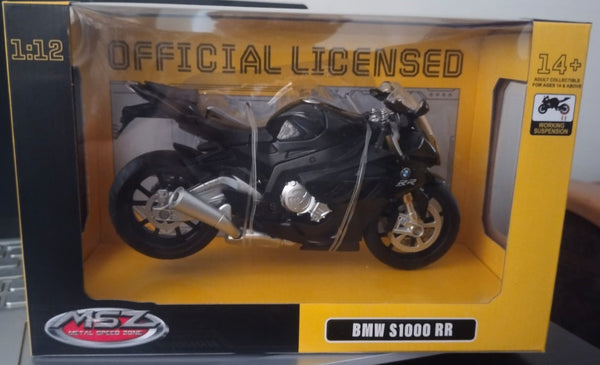 1:12
OFFICIAL LICENSED
14+
ADULT COLLECTIBLE
FOR AGES 14 & ABOVE
WORKING
SUSPENSION
RR
MSZ
METAL SPEED ZONE
BMW S1000 RR